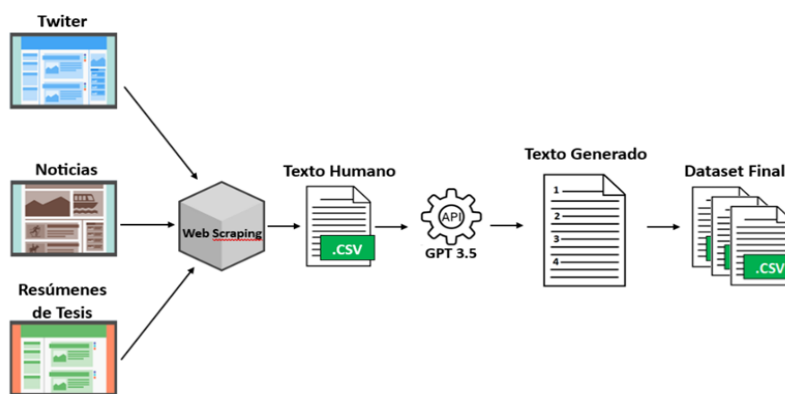 Twiter
Noticias
Resúmenes
de Tesis
Web Scraping
Texto Humano
.CSV
API
GPT 3.5
Texto Generado
1
2
3
4
Dataset Final
.CSV